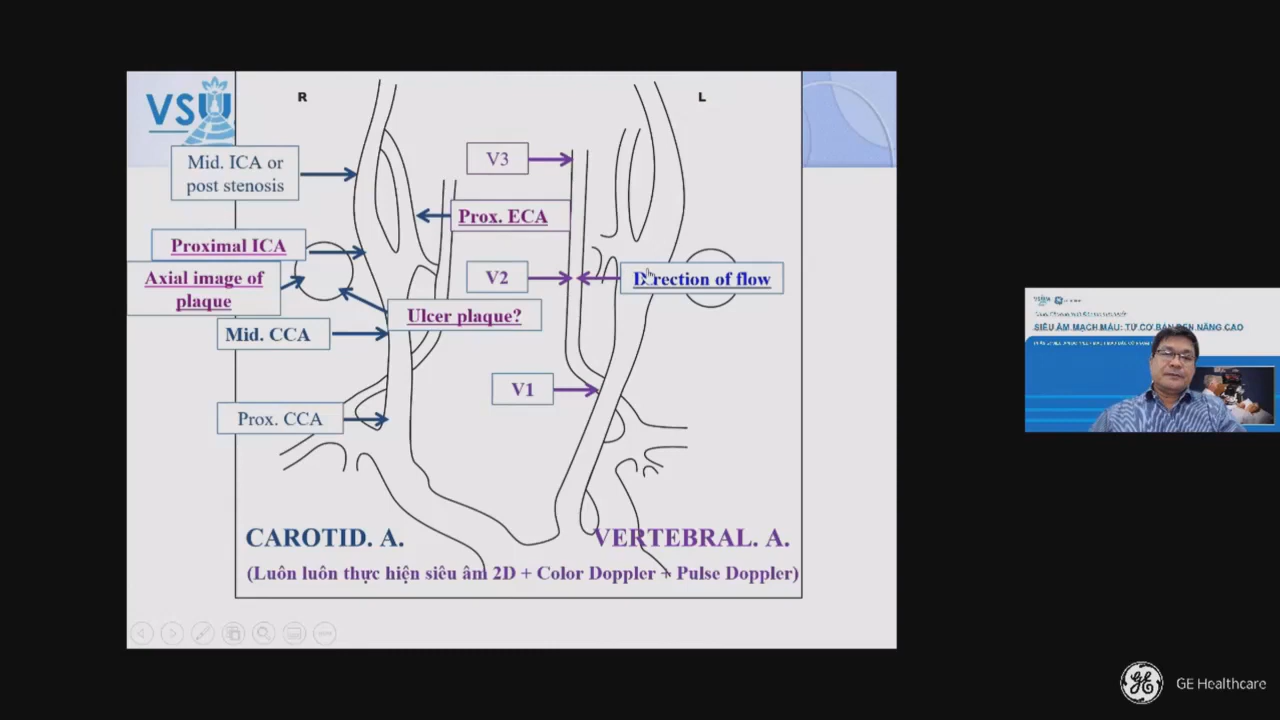 VSU
R
L
Mid. ICA or
post stenosis
V3
Prox. ECA
Proximal ICA
Axial image of
plaque
V2
Direction of flow
Ulcer plaque?
Mid. CCA
V1
Prox. CCA
CAROTID. A.
VERTEBRAL. A.
(Luôn luôn thực hiện siêu âm 2D + Color Doppler + Pulse Doppler)
SIÊU ÂM MẠCH MÁU: TỪ CƠ BẢN ĐẾN NÂNG CAO
GE Healthcare